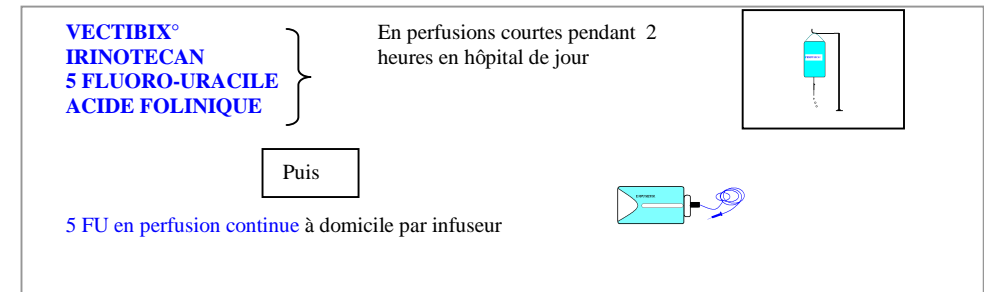 VECTIBIX°
IRINOTECAN
5 FLUORO-URACILE
ACIDE FOLINIQUE
En perfusions courtes pendant 2
heures en hôpital de jour
Puis
5 FU en perfusion continue à domicile par infuseur